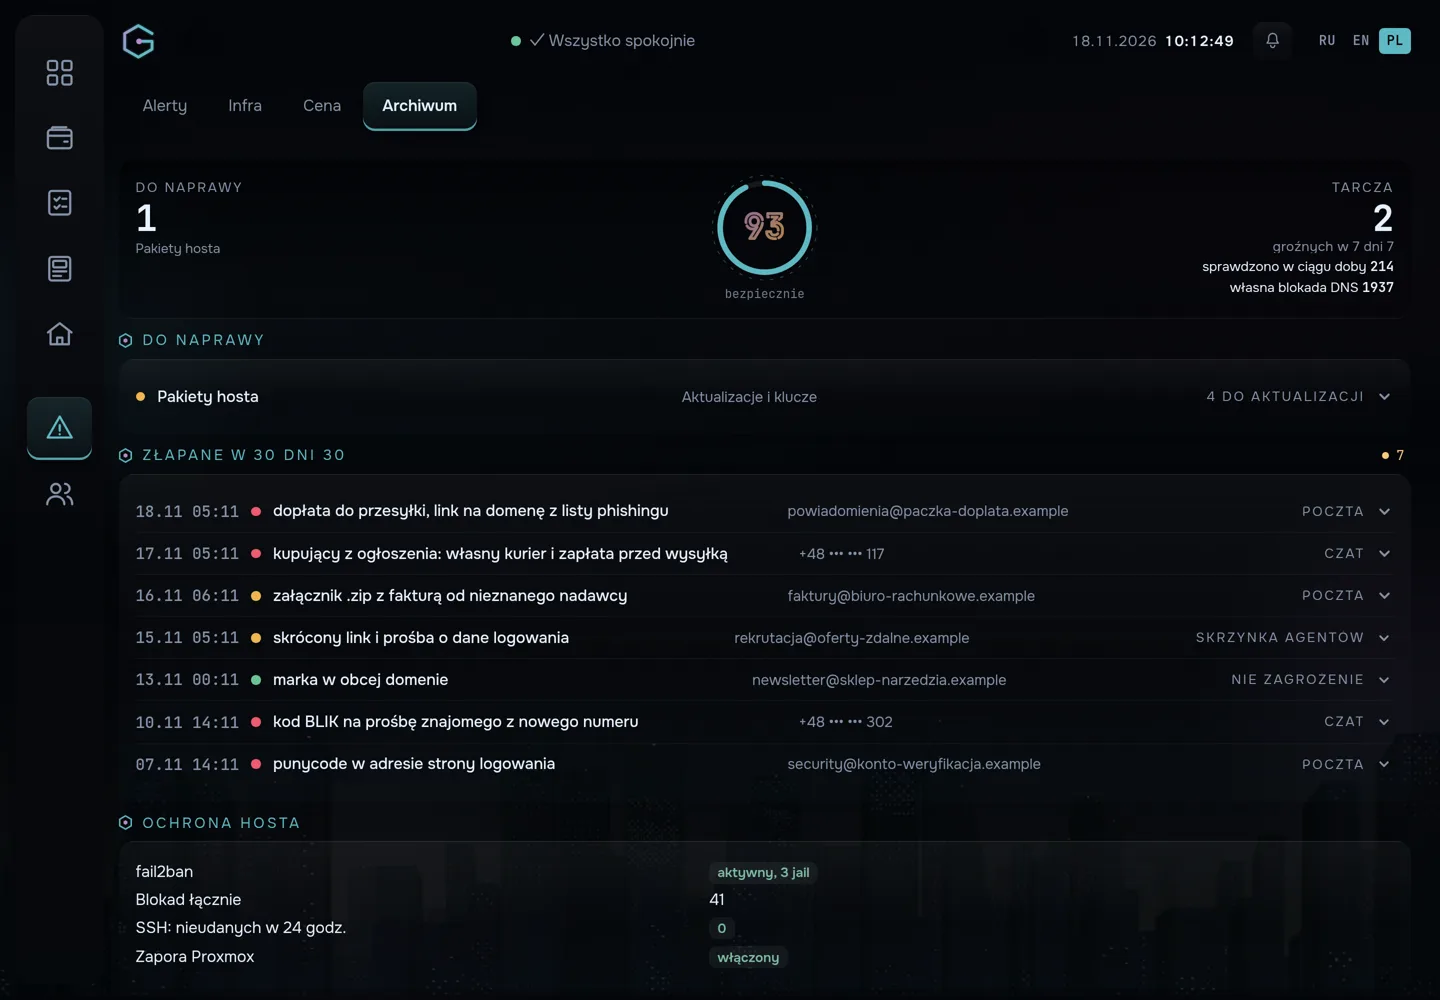 ✓ Wszystko spokojnie
18.11.2026 10:12:49
RU EN PL
Alerty Infra Cena Archiwum
DO NAPRAWY
1
Pakiety hosta
93
bezpiecznie
TARCZA
2
groźnych w 7 dni 7
sprawdzono w ciągu doby 214
własna blokada DNS 1937
DO NAPRAWY
Pakiety hosta Aktualizacje i klucze 4 DO AKTUALIZACJI
ZŁAPANE W 30 DNI 30 7
18.11 05:11 dopłata do przesyłki, link na domenę z listy phishingu powiadomienia@paczka-doplata.example POCZTA
17.11 05:11 kupujący z ogłoszenia: własny kurier i zapłata przed wysyłką +48 ••• ••• 117 CZAT
16.11 06:11 załącznik .zip z fakturą od nieznanego nadawcy faktury@biuro-rachunkowe.example POCZTA
15.11 05:11 skrócony link i prośba o dane logowania rekrutacja@oferty-zdalne.example SKRZYNKA AGENTÓW
13.11 00:11 marka w obcej domenie newsletter@sklep-narzedzia.example NIE ZAGROŻENIE
10.11 14:11 kod BLIK na prośbę znajomego z nowego numeru +48 ••• ••• 302 CZAT
07.11 14:11 punycode w adresie strony logowania security@konto-weryfikacja.example POCZTA
OCHRONA HOSTA
fail2ban aktywny, 3 jail
Blokad łącznie 41
SSH: nieudanych w 24 godz. 0
Zapora Proxmox włączony